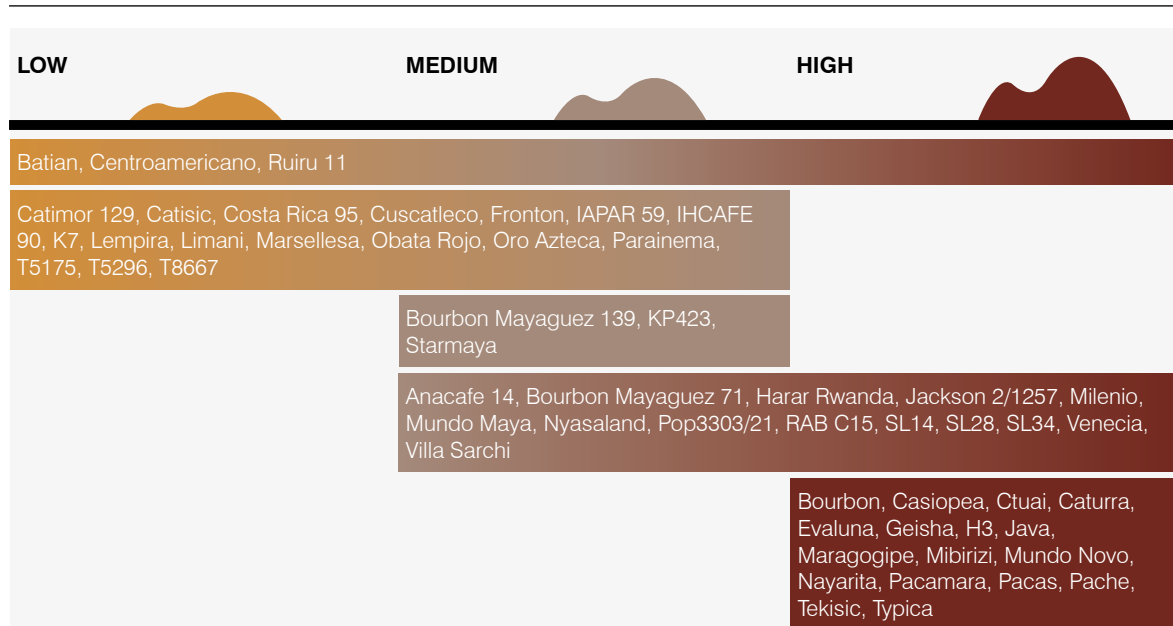 LOW
MEDIUM
HIGH
Batian, Centroamericano, Ruiru 11
Catimor 129, Catisic, Costa Rica 95, Cuscatleco, Fronton, IAPAR 59, IHCAFE
90, K7, Lempira, Limani, Marsellesa, Obata Rojo, Oro Azteca, Parainema,
T5175, T5296, T8667
Bourbon Mayaguez 139, KP423,
Starmaya
Anacafe 14, Bourbon Mayaguez 71, Harar Rwanda, Jackson 2/1257, Milenio,
Mundo Maya, Nyasaland, Pop3303/21, RAB C15, SL14, SL28, SL34, Venecia,
Villa Sarchi
Bourbon, Casiopea, Ctuai, Caturra,
Evaluna, Geisha, H3, Java,
Maragogipe, Mibirizi, Mundo Novo,
Nayarita, Pacamara, Pacas, Pache,
Tekisic, Typica